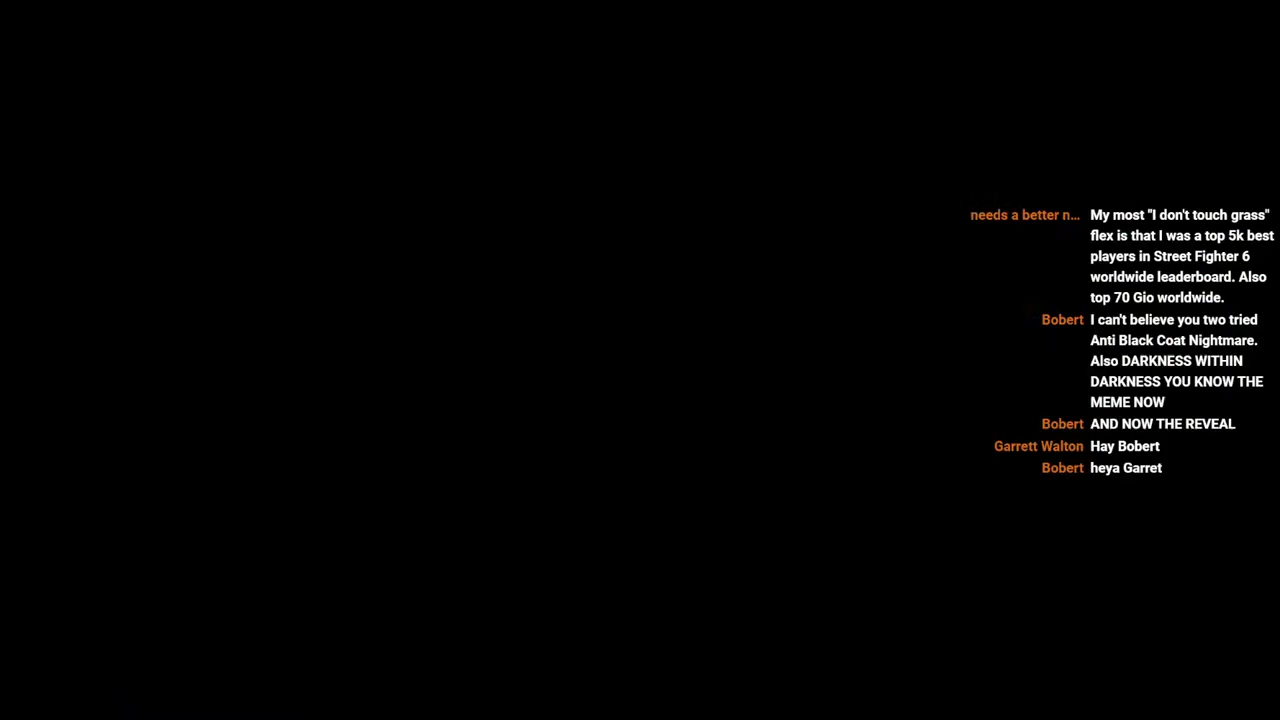 needs a better n... My most "I don't touch grass"
flex is that I was a top 5k best
players in Street Fighter 6
worldwide leaderboard. Also
top 70 Gio worldwide.
Bobert I can't believe you two tried
Anti Black Coat Nightmare.
Also DARKNESS WITHIN
DARKNESS YOU KNOW THE
MEME NOW
Bobert AND NOW THE REVEAL
Garrett Walton Hay Bobert
Bobert heya Garret